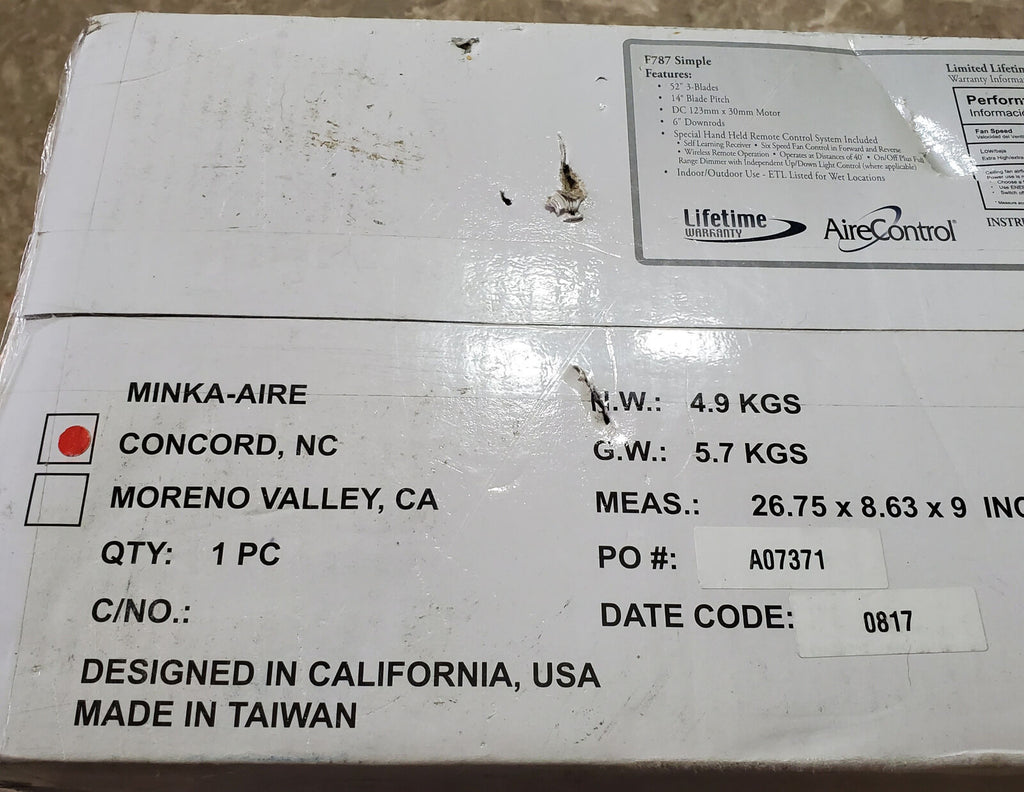 F787 Simple
Features:
• 52" 3-Blades
• 14° Blade Pitch
• DC 123mm x 30mm Motor
• 6" Downrods
• Special Hand Held Remote Control System Included
• Self Learning Receiver • Six Speed Fan Control in Forward and Reverse
• Wireless Remote Operation • Operates at Distances of 40' • On/Off Plus Full
Range Dimmer with Independent Up/Down Light Control (where applicable)
• Indoor/Outdoor Use - ETL Listed for Wet Locations
Lifetime
WARRANTY
AireControl®
Limited
Warranty
Fan Speed
INSTR
MINKA-AIRE
CONCORD, NC
MORENO VALLEY, CA
QTY: 1 PC
C/NO.:
DESIGNED IN CALIFORNIA, USA
MADE IN TAIWAN
N.W.: 4.9 KGS
G.W.: 5.7 KGS
MEAS.: 26.75 x 8.63 x 9 INC
PO #: A07371
DATE CODE: 0817